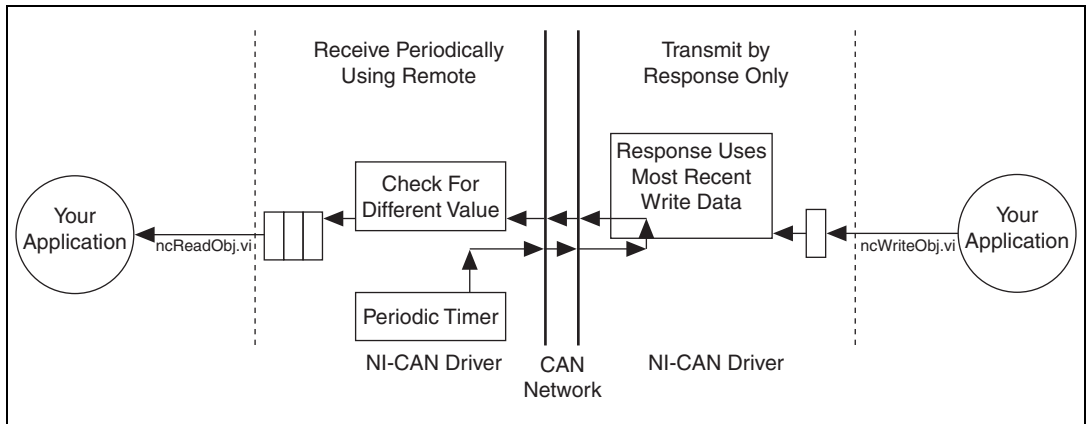 Receive Periodically
Using Remote
Transmit by
Response Only
Your
Application
ncReadObj.vi
Check For
Different Value
Periodic Timer
Response Uses
Most Recent
Write Data
ncWriteObj.vi
Your
Application
NI-CAN Driver
CAN
Network
NI-CAN Driver